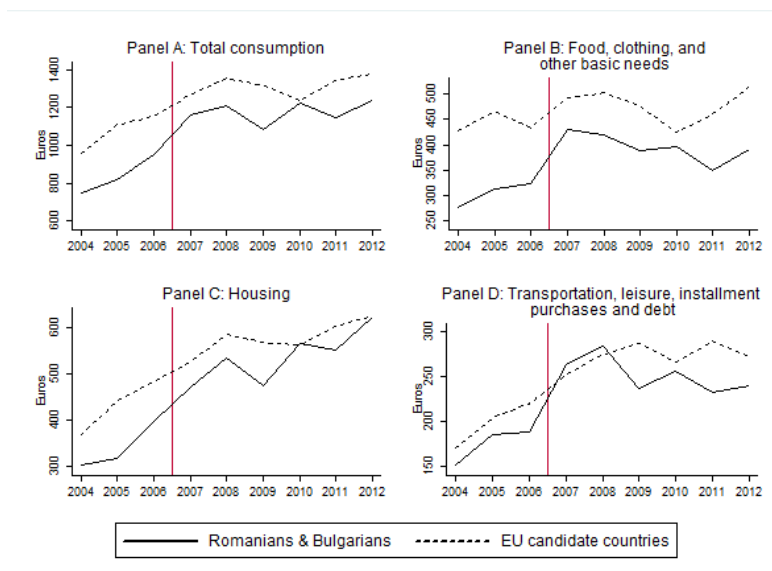 Panel A: Total consumption
Euros
1400
1200
1000
800
600
2004 2005 2006 2007 2008 2009 2010 2011 2012
Panel B: Food, clothing, and
other basic needs
Euros
500
450
400
350
300
250
2004 2005 2006 2007 2008 2009 2010 2011 2012
Panel C: Housing
Euros
600
500
400
300
2004 2005 2006 2007 2008 2009 2010 2011 2012
Panel D: Transportation, leisure, installment
purchases and debt
Euros
300
250
200
150
2004 2005 2006 2007 2008 2009 2010 2011 2012
Romanians & Bulgarians EU candidate countries